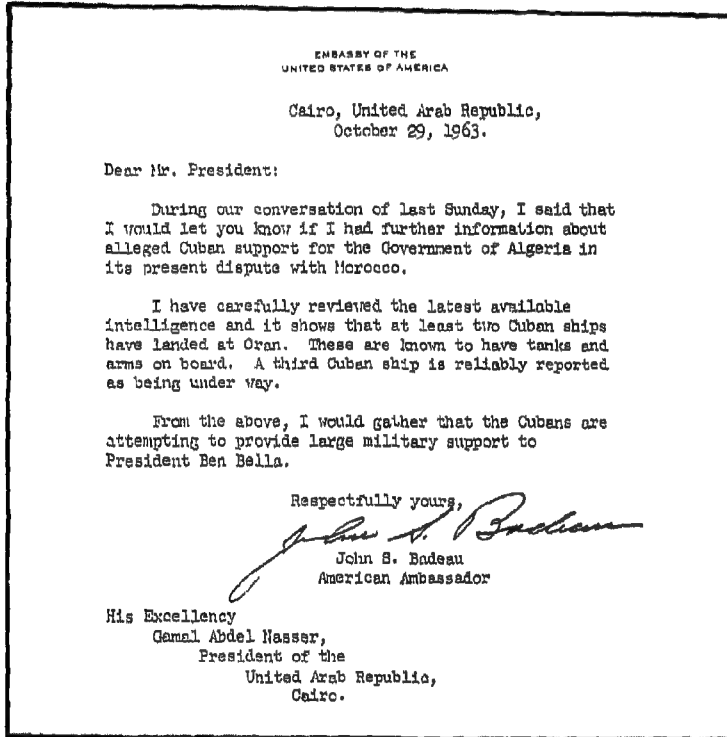 EMBASSY OF THE
UNITED STATES OF AMERICA
Cairo, United Arab Republic,
October 29, 1963.
Dear Mr. President:
During our conversation of last Sunday, I said that
I would let you know if I had further information about
alleged Cuban support for the Government of Algeria in
its present dispute with Morocco.
I have carefully reviewed the latest available
intelligence and it shows that at least two Cuban ships
have landed at Oran. These are known to have tanks and
arms on board. A third Cuban ship is reliably reported
as being under way.
From the above, I would gather that the Cubans are
attempting to provide large military support to
President Ben Bella.
Respectfully yours,
John S. Badeau
John S. Badeau
American Ambassador
His Excellency
Gamal Abdel Nasser,
President of the
United Arab Republic,
Cairo.